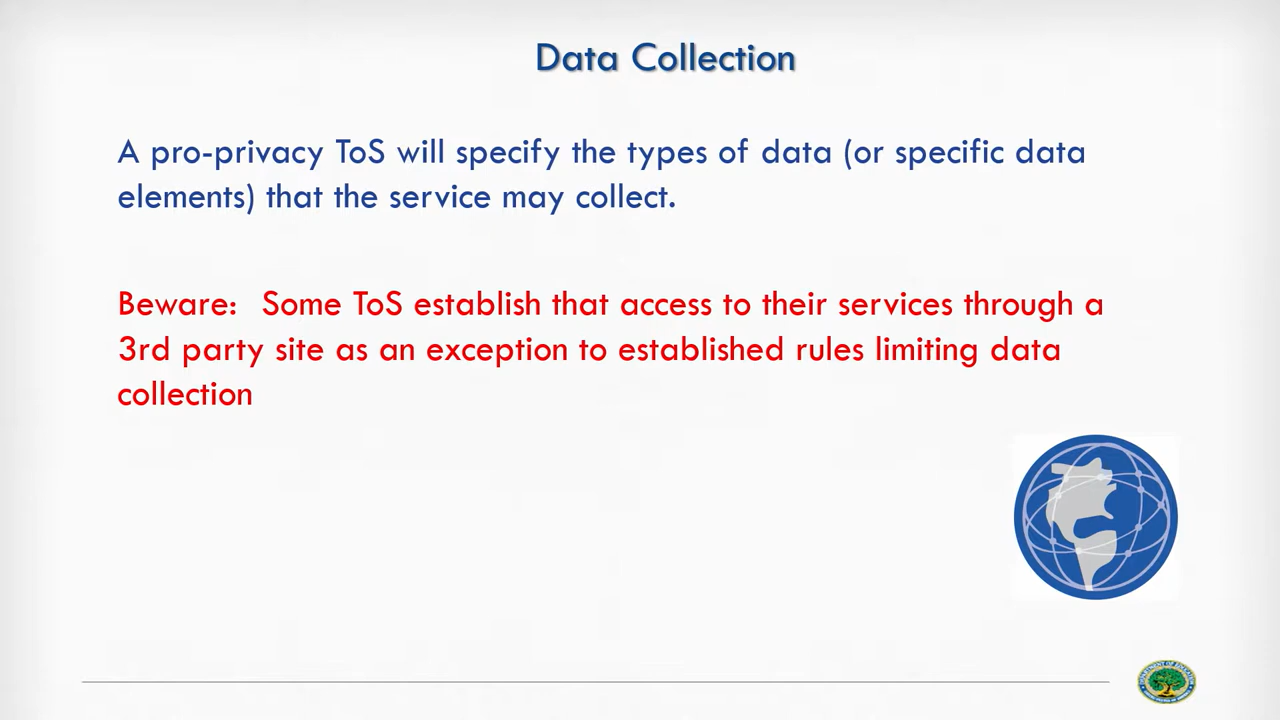 Data Collection
A pro-privacy ToS will specify the types of data (or specific data
elements) that the service may collect.
Beware: Some ToS establish that access to their services through a
3rd party site as an exception to established rules limiting data
collection